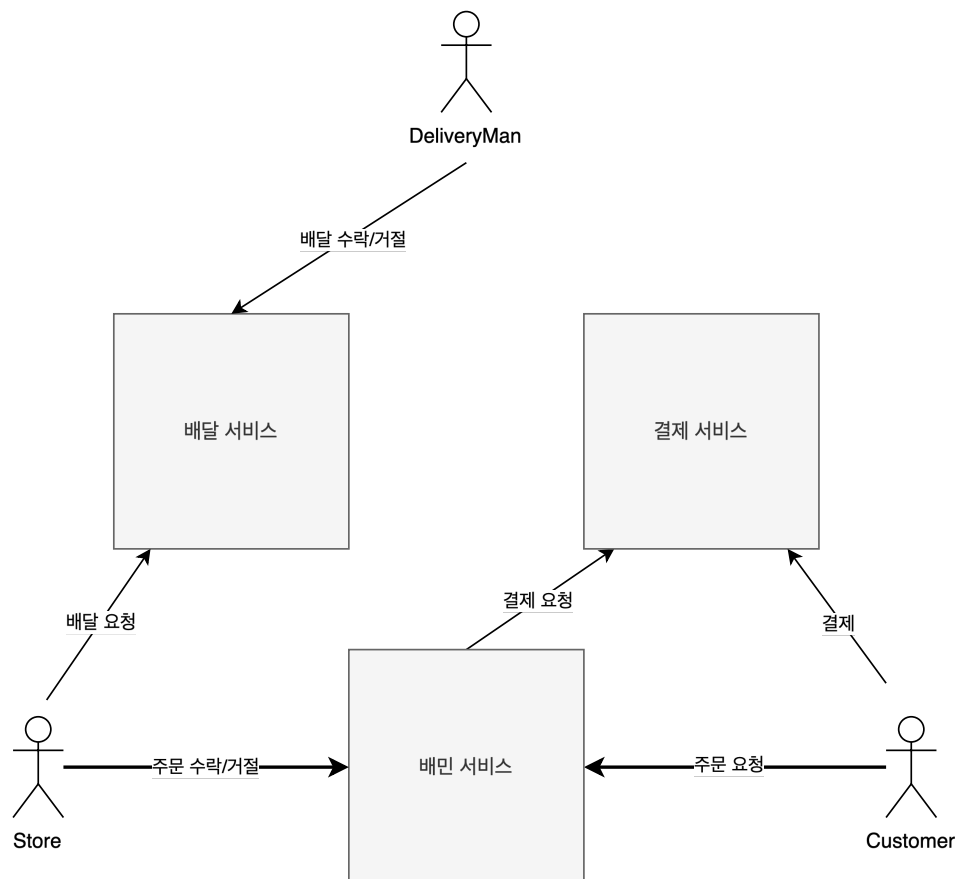 DeliveryMan
배달 수락/거절
배달 서비스
결제 서비스
결제 요청
배달 요청
결제
주문 수락/거절
배민 서비스
주문 요청
Store
Customer